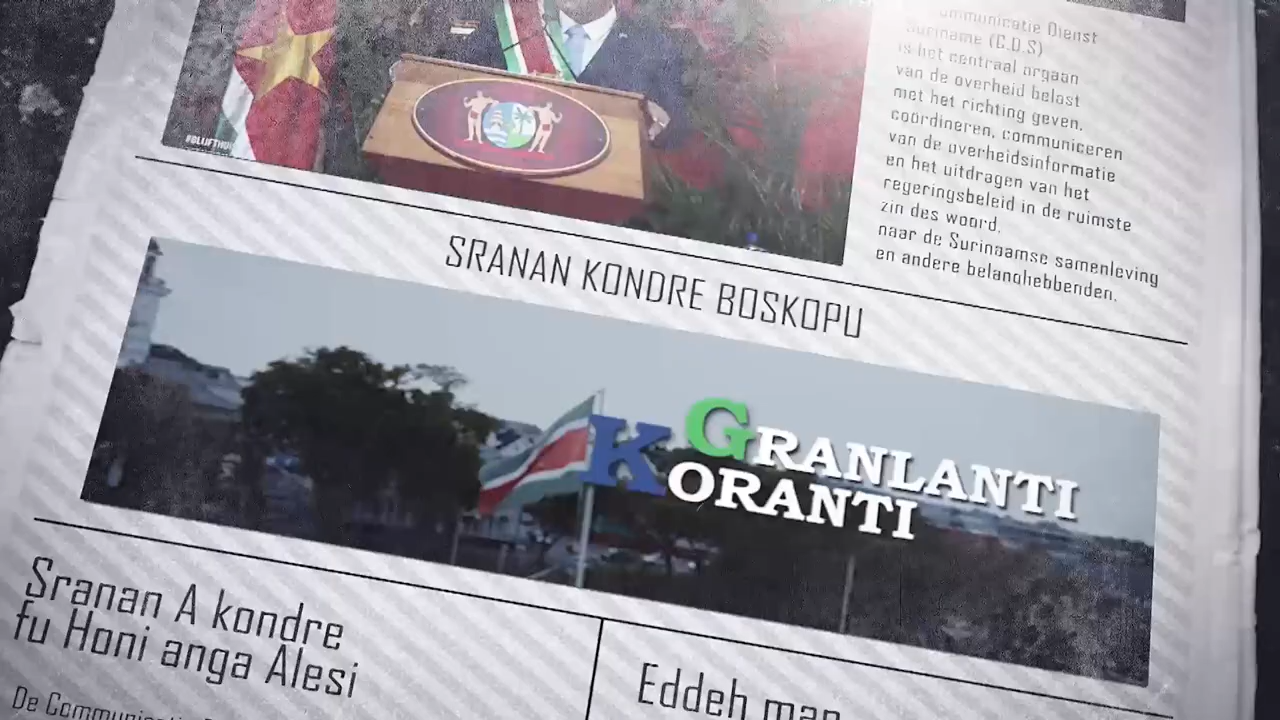 Communicatie Dienst
Suriname (C.D.S)
is het centraal orgaan
van de overheid belast
met het richting geven,
coördineren, communiceren
van de overheidsinformatie
en het uitdragen van het
regeringsbeleid in de ruimste
zin des woord,
naar de Surinaamse samenleving
en andere belanghebbenden.
SRANAN KONDRE BOSKOPU
GRANLANTI
KORANTI
Sranan A kondre
fu Honi anga Alesi
De
Eddeh man